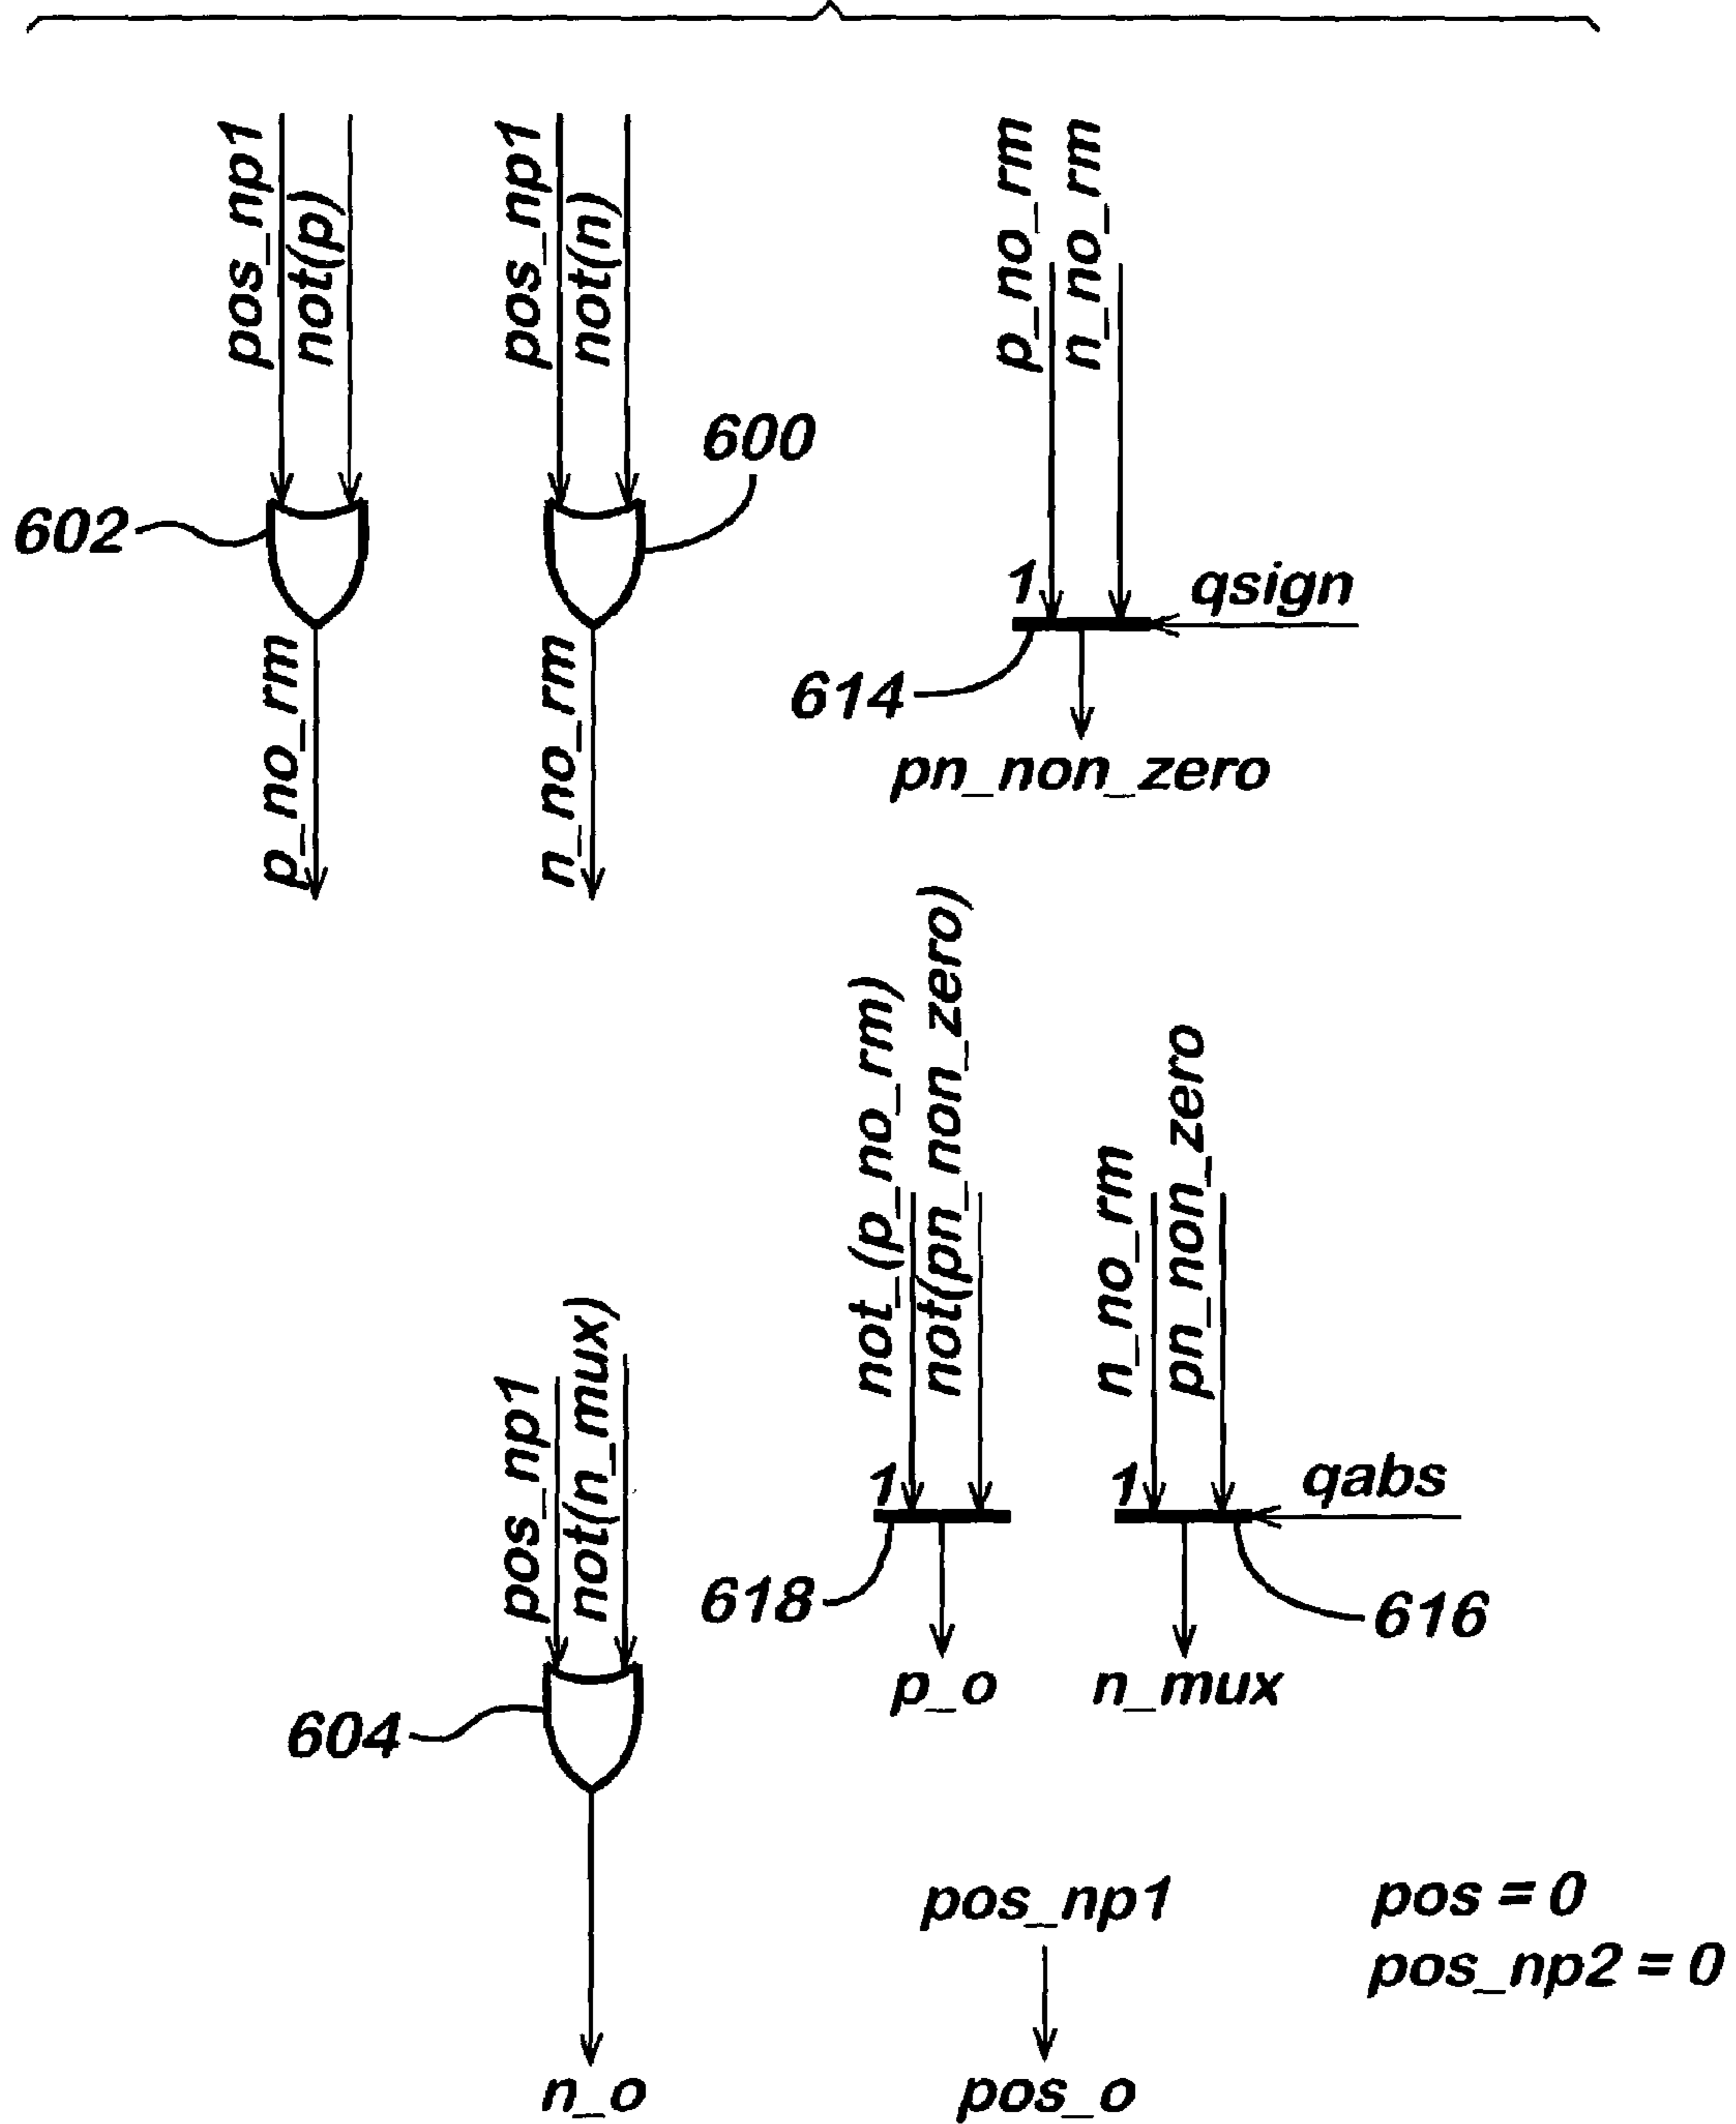 pos_np1
not(p)
pos_np1
not(n)
p_no_rm
n_no_rm
600
602
1
qsign
614
p_no_rm
n_no_rm
pn_non_zero
not_(p_no_rm)
not(pn_non_zero)
n_no_rm
pn_non_zero
pos_np1
not(n_mux)
1
1
qabs
618
616
p_o
n_mux
604
pos_np1
pos = 0
pos_np2 = 0
n_o
pos_o